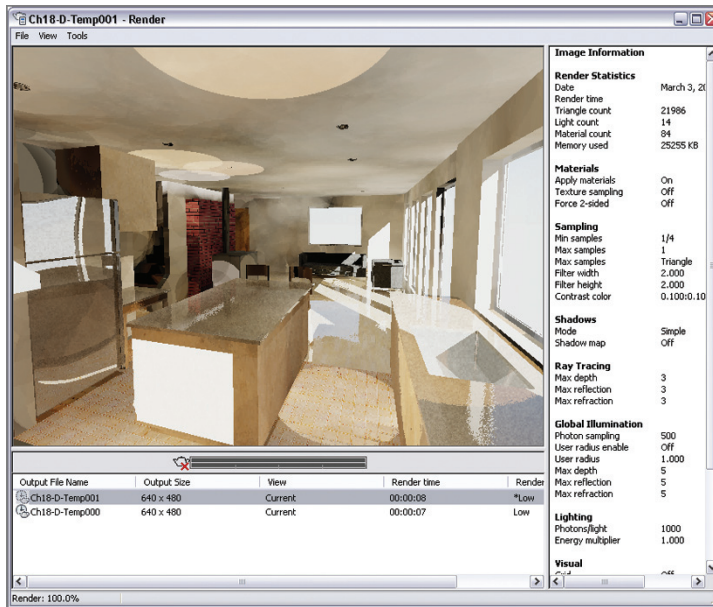 Ch18-D-Temp001 - Render
File View Tools
Image Information
Render Statistics
Date March 3, 20
Render time
Triangle count 21986
Light count 14
Material count 84
Memory used 25255 KB
Materials
Apply materials On
Texture sampling Off
Force 2-sided Off
Sampling
Min samples 1/4
Max samples 1
Max samples Triangle
Filter width 2.000
Filter height 2.000
Contrast color 0.100:0.10
Shadows
Mode Simple
Shadow map Off
Ray Tracing
Max depth 3
Max reflection 3
Max refraction 3
Global Illumination
Photon sampling 500
User radius enable Off
User radius 1.000
Max depth 5
Max reflection 5
Max refraction 5
Lighting
Photons/light 1000
Energy multiplier 1.000
Visual
Output File Name Output Size View Render time Render
Ch18-D-Temp001 640 x 480 Current 00:00:08 *Low
Ch18-D-Temp000 640 x 480 Current 00:00:07 Low
Render: 100.0%